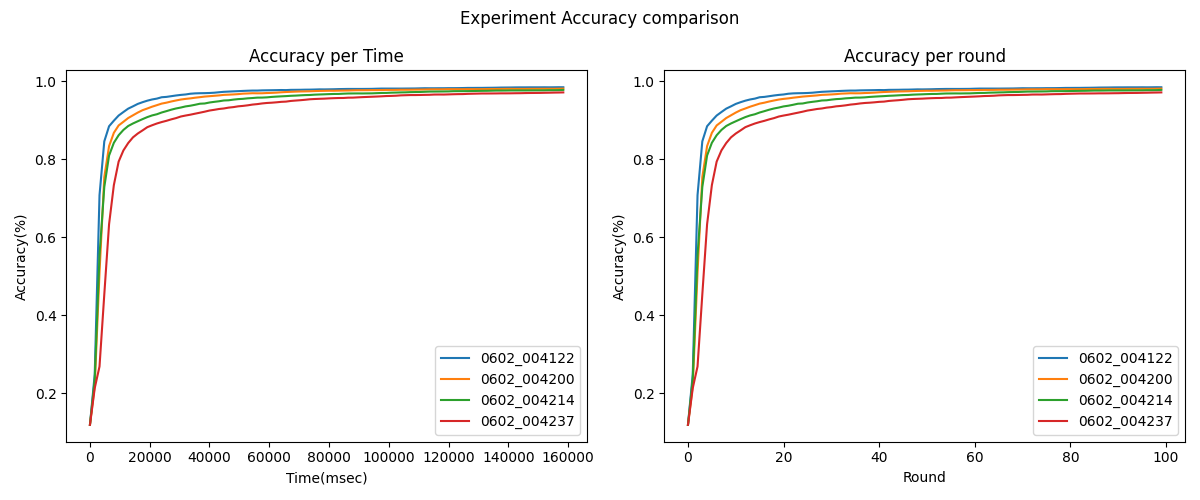 Experiment Accuracy comparison
Accuracy per Time
1.0
0.8
0.6
0.4
0.2
Accuracy(%)
0 20000 40000 60000 80000 100000 120000 140000 160000
Time(msec)
0602_004122
0602_004200
0602_004214
0602_004237
Accuracy per round
1.0
0.8
0.6
0.4
0.2
Accuracy(%)
0 20 40 60 80 100
Round
0602_004122
0602_004200
0602_004214
0602_004237